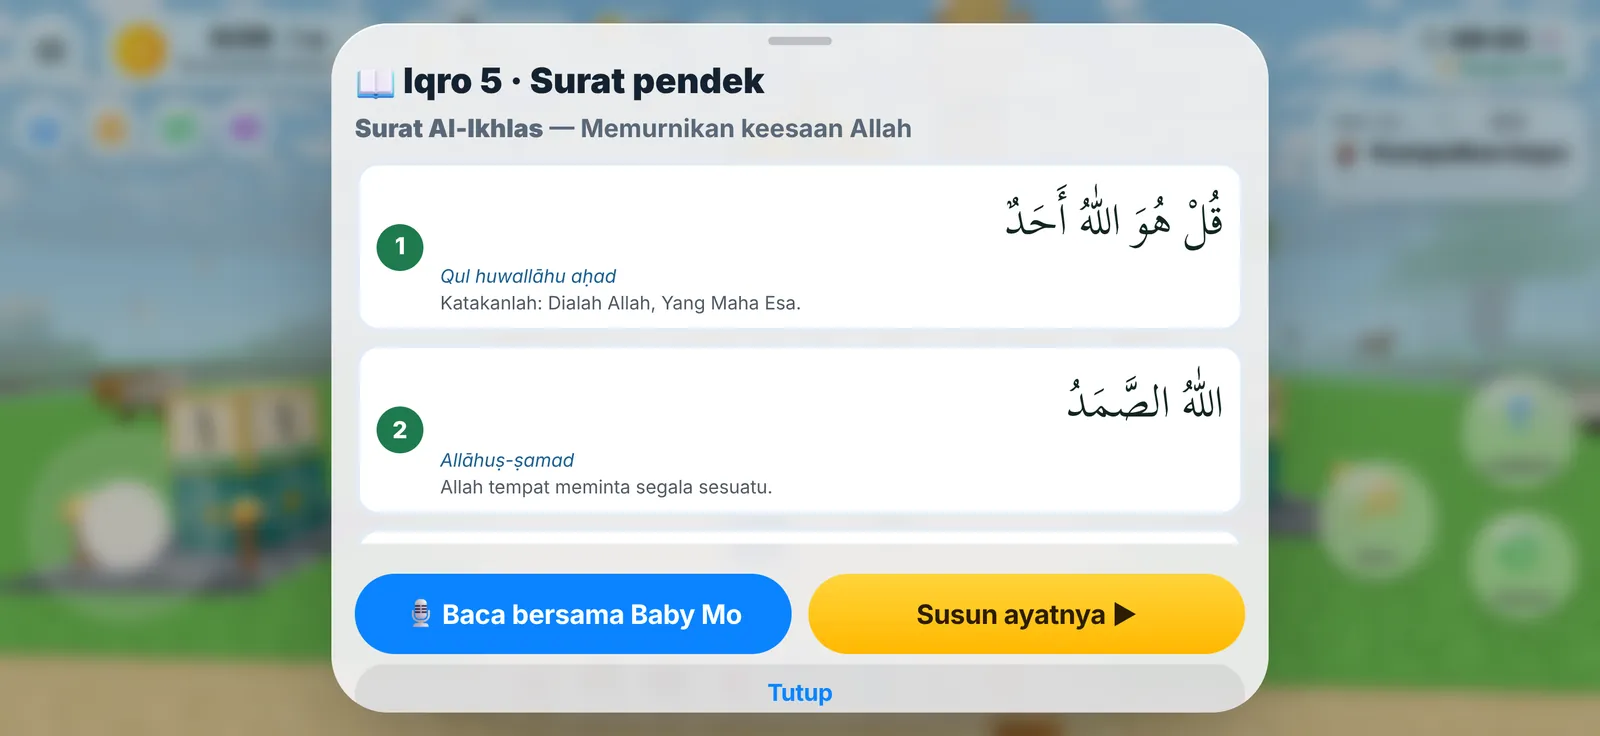 📖 Iqro 5 · Surat pendek
Surat Al-Ikhlas — Memurnikan keesaan Allah
1
قُلْ هُوَ اللّٰهُ أَحَدٌ
Qul huwallāhu aḥad
Katakanlah: Dialah Allah, Yang Maha Esa.
2
اللّٰهُ الصَّمَدُ
Allāhuṣ-ṣamad
Allah tempat meminta segala sesuatu.
🎙️ Baca bersama Baby Mo
Susun ayatnya ▶
Tutup